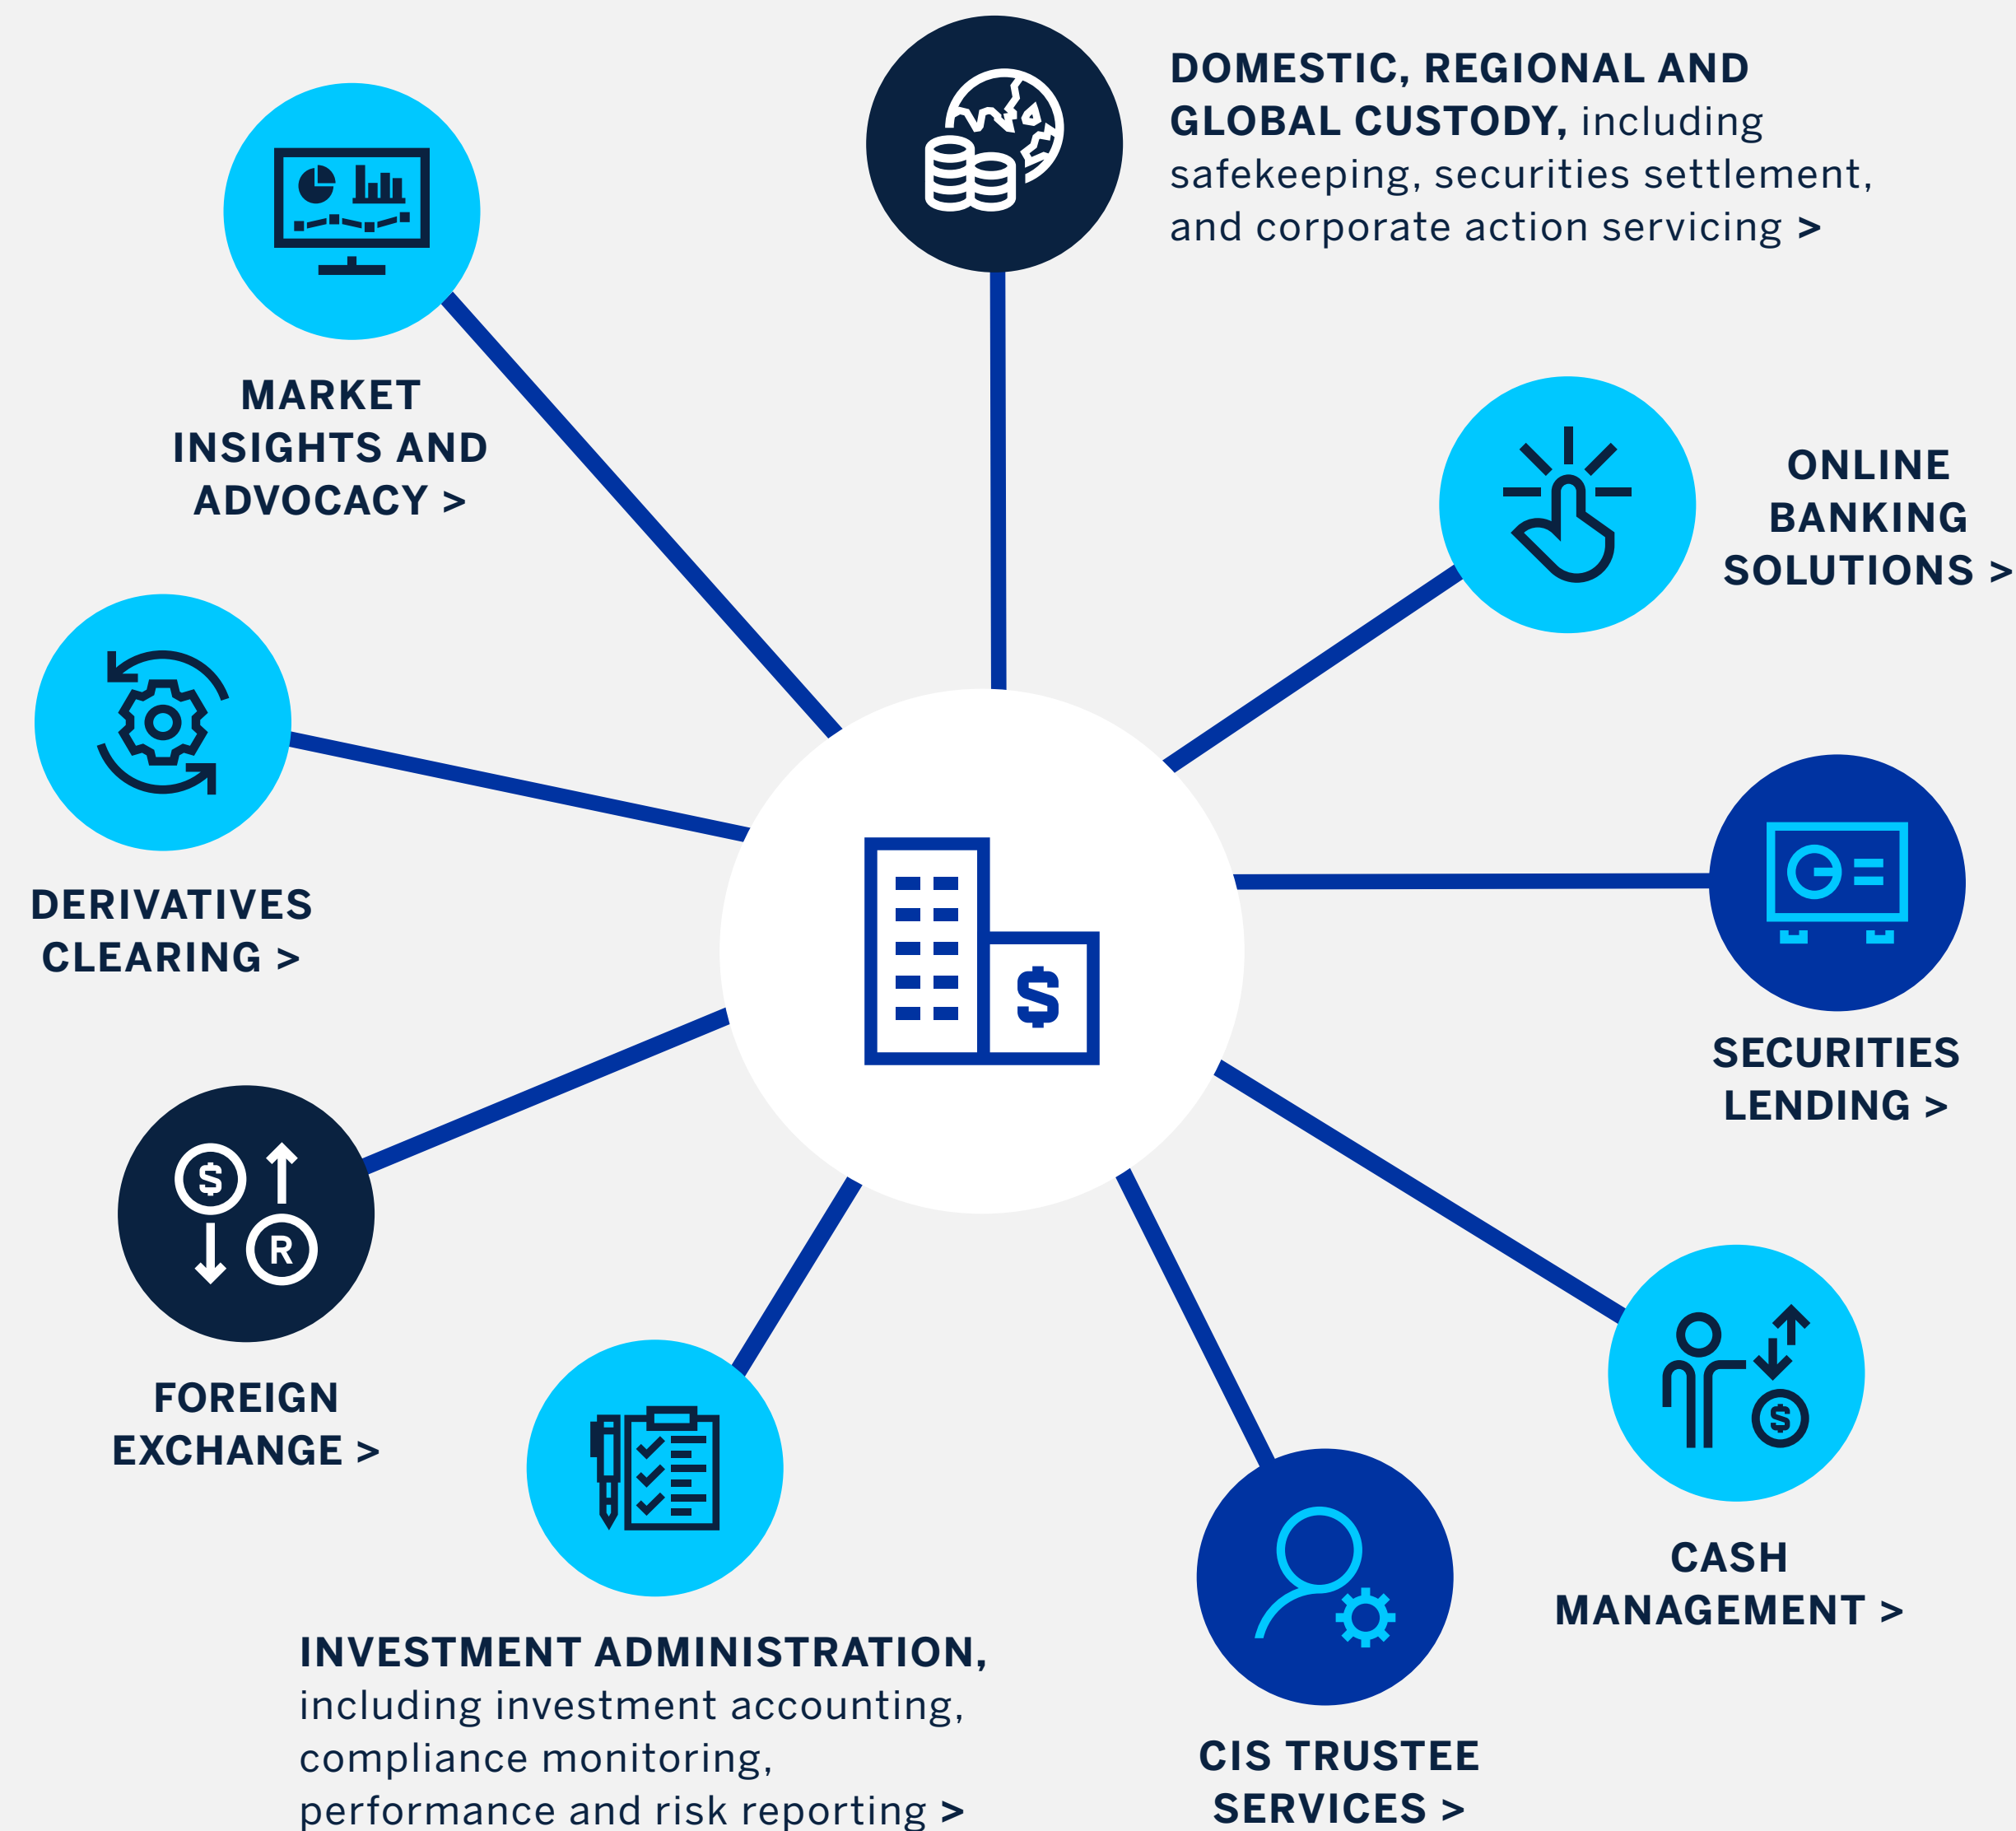 DOMESTIC, REGIONAL AND
GLOBAL CUSTODY, including
safekeeping, securities settlement,
and corporate action servicing >
MARKET
INSIGHTS AND
ADVOCACY >
ONLINE
BANKING
SOLUTIONS >
DERIVATIVES
CLEARING >
$
SECURITIES
LENDING >
$
R
FOREIGN
EXCHANGE >
$
CASH
MANAGEMENT >
INVESTMENT ADMINISTRATION,
including investment accounting,
compliance monitoring,
performance and risk reporting >
CIS TRUSTEE
SERVICES >